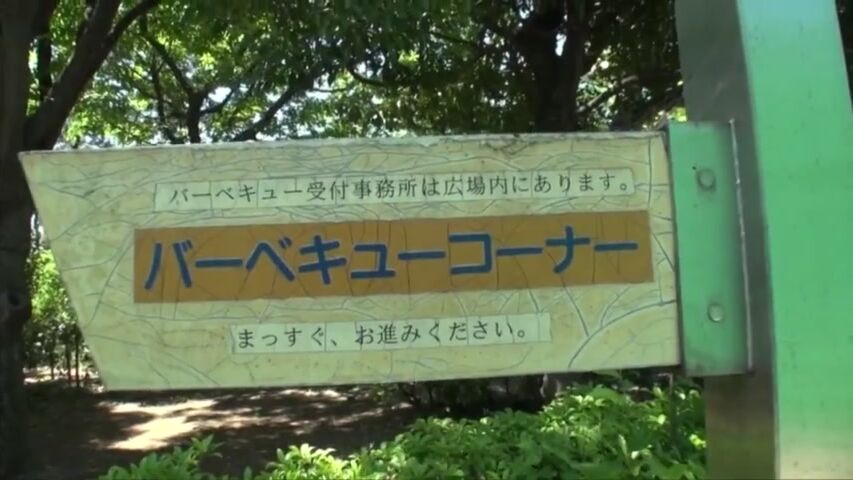 バーベキュー受付事務所は広場内にあります。
バーベキューコーナー
まっすぐ、お進みください。